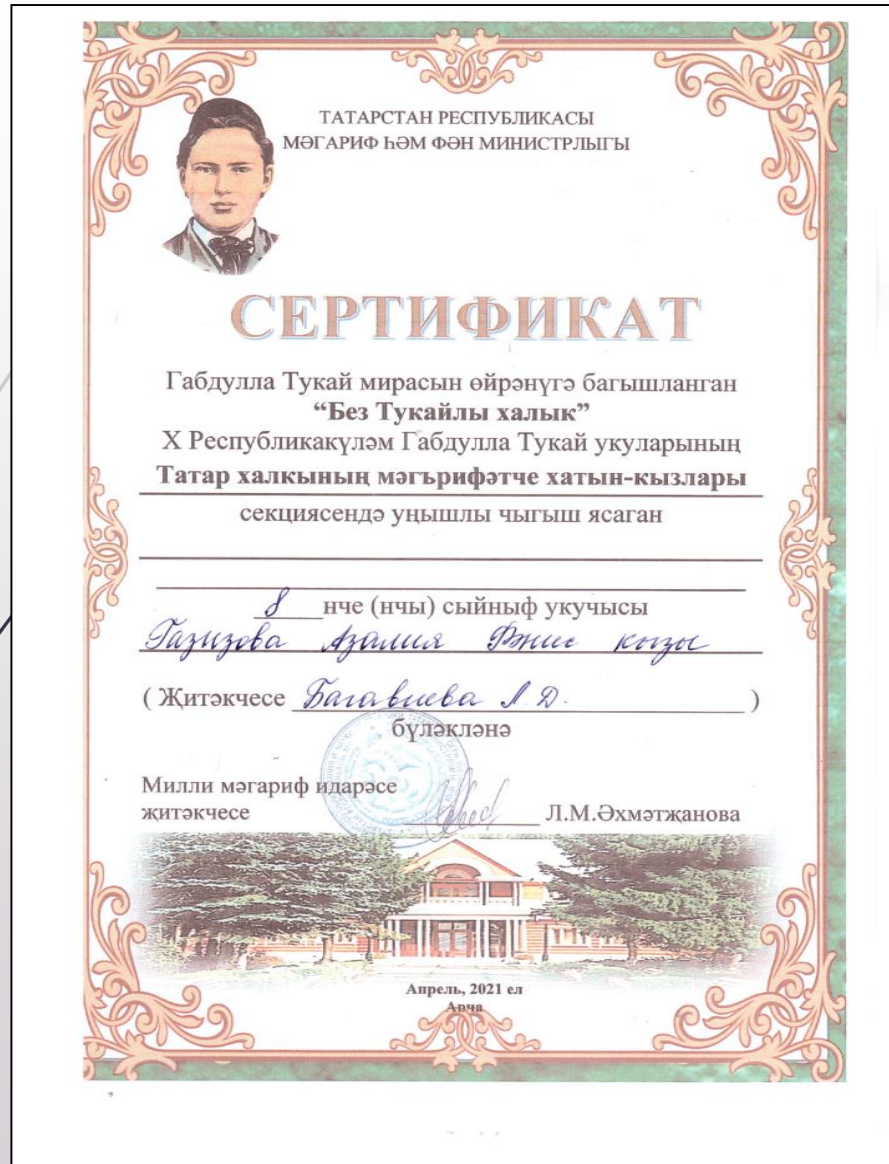 ТАТАРСТАН РЕСПУБЛИКАСЫ
МӘГАРИФ ҺӘМ ФӘН МИНИСТРЛЫГЫ
СЕРТИФИКАТ
Габдулла Тукай мирасын өйрәнүгә багышланган
“Без Тукайлы халык”
X Республикакүләм Габдулла Тукай укуларының
Татар халкының мәгърифәтче хатын-кызлары
секциясендә уңышлы чыгыш ясаган
8 нче (нчы) сыйныф укучысы
Газизова Азалия Фәнис кызы
( Җитәкчесе Багавиева Л.Д. )
бүләкләнә
Милли мәгариф идарәсе
җитәкчесе Л.М.Әхмәтҗанова
Апрель, 2021 ел
Арча